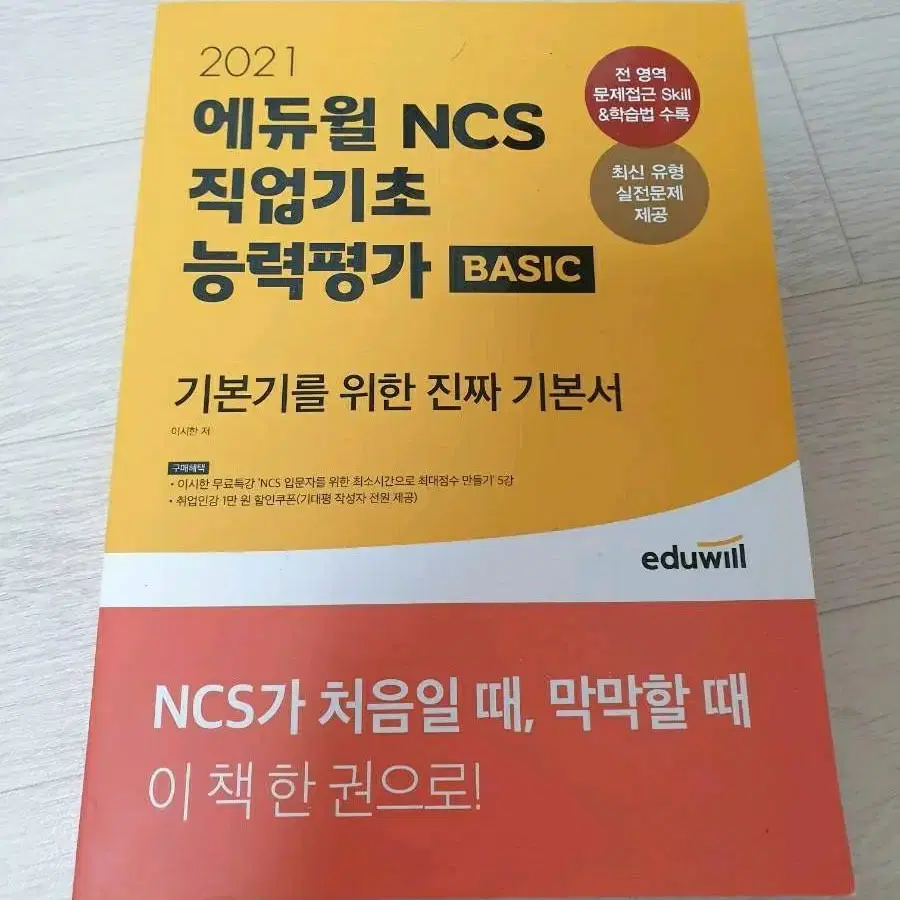 2021
에듀윌 NCS
직업기초
능력평가 BASIC
전 영역
문제접근 Skill
&학습법 수록
최신 유형
실전문제
제공
기본기를 위한 진짜 기본서
이시한 저
구매혜택
• 이시한 무료특강 'NCS 입문자를 위한 최소시간으로 최대점수 만들기' 5강
• 취업인강 1만 원 할인쿠폰(기대평 작성자 전원 제공)
eduwill
NCS가 처음일 때, 막막할 때
이 책 한 권으로!